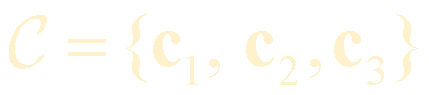 𝒞 = {𝐜₁, 𝐜₂, 𝐜₃}